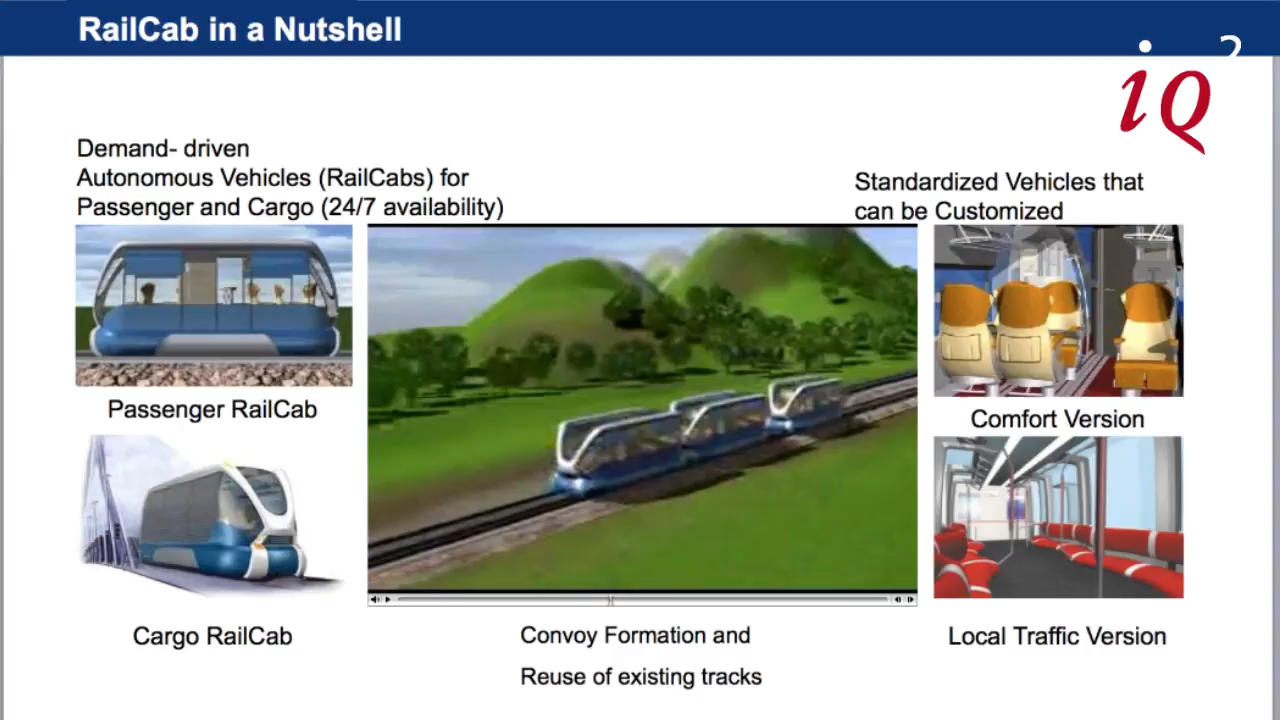 RailCab in a Nutshell
iQ2
Demand- driven
Autonomous Vehicles (RailCabs) for
Passenger and Cargo (24/7 availability)
Standardized Vehicles that
can be Customized
Passenger RailCab
Comfort Version
Cargo RailCab
Convoy Formation and
Reuse of existing tracks
Local Traffic Version